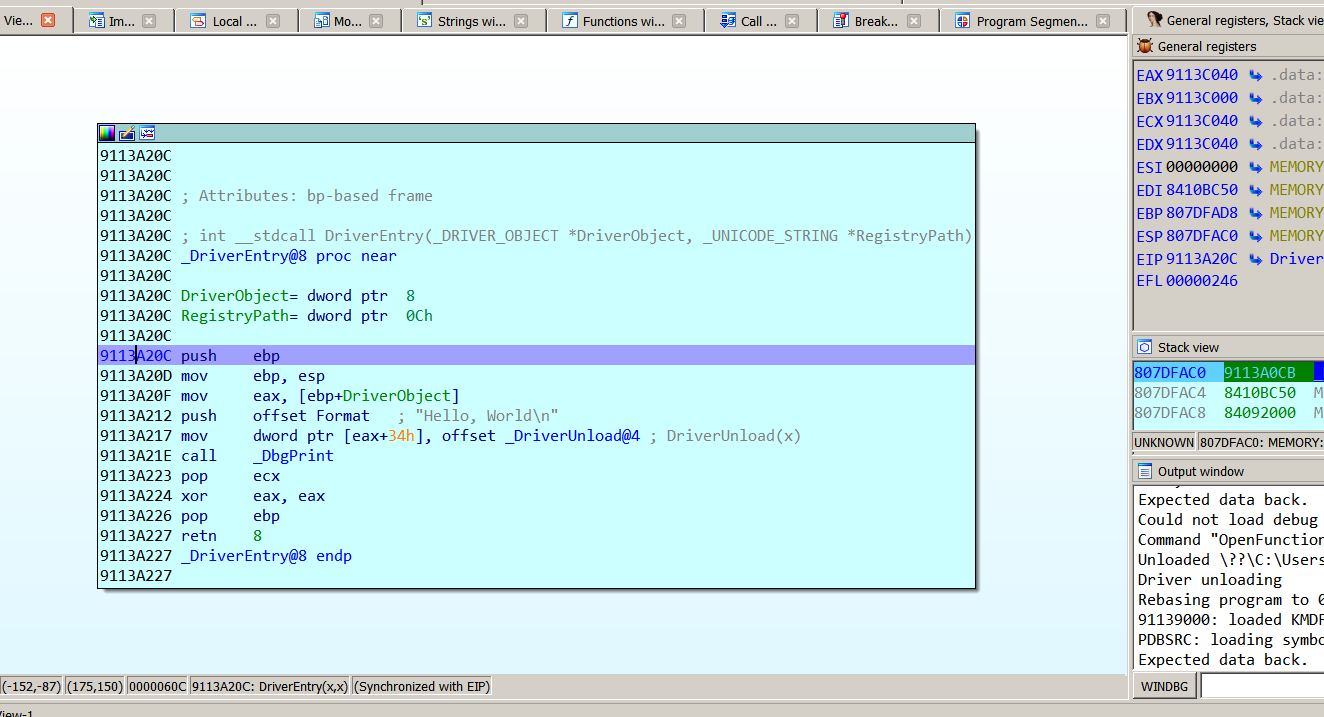 View... Im... Local ... Mo... Strings wi... Functions wi... Call ... Break... Program Segmen... General registers, Stack vie
General registers
EAX 9113C040 .data:
EBX 9113C000 .data:
ECX 9113C040 .data:
EDX 9113C040 .data:
ESI 00000000 MEMORY
EDI 8410BC50 MEMORY
EBP 807DFAD8 MEMORY
ESP 807DFAC0 MEMORY
EIP 9113A20C Driver
EFL 00000246
9113A20C
9113A20C
9113A20C ; Attributes: bp-based frame
9113A20C
9113A20C ; int __stdcall DriverEntry(_DRIVER_OBJECT *DriverObject, _UNICODE_STRING *RegistryPath)
9113A20C _DriverEntry@8 proc near
9113A20C
9113A20C DriverObject= dword ptr 8
9113A20C RegistryPath= dword ptr 0Ch
9113A20C
9113A20C push ebp
9113A20D mov ebp, esp
9113A20F mov eax, [ebp+DriverObject]
9113A212 push offset Format ; "Hello, World\n"
9113A217 mov dword ptr [eax+34h], offset _DriverUnload@4 ; DriverUnload(x)
9113A21E call _DbgPrint
9113A223 pop ecx
9113A224 xor eax, eax
9113A226 pop ebp
9113A227 retn 8
9113A227 _DriverEntry@8 endp
9113A227
Stack view
807DFAC0 9113A0CB
807DFAC4 8410BC50 M
807DFAC8 84092000 M
UNKNOWN 807DFAC0: MEMORY:
Output window
Expected data back.
Could not load debug
Command "OpenFunction
Unloaded \??\C:\Users
Driver unloading
Rebasing program to 0
91139000: loaded KMDF
PDBSRC: loading symbo
Expected data back.
WINDBG
(-152,-87) (175,150) 0000060C 9113A20C: DriverEntry(x,x) (Synchronized with EIP)
View-1